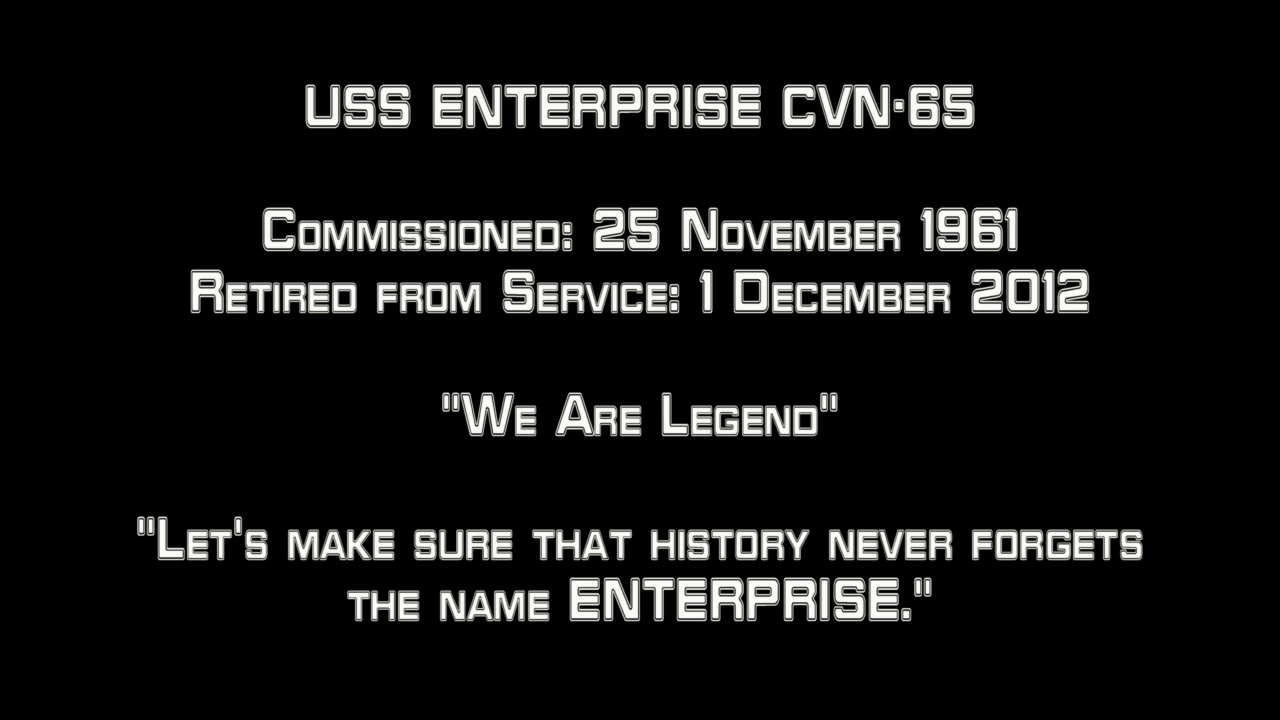 USS ENTERPRISE CVN-65
Commissioned: 25 November 1961
Retired from Service: 1 December 2012
"We Are Legend"
"Let's make sure that history never forgets
the name ENTERPRISE."